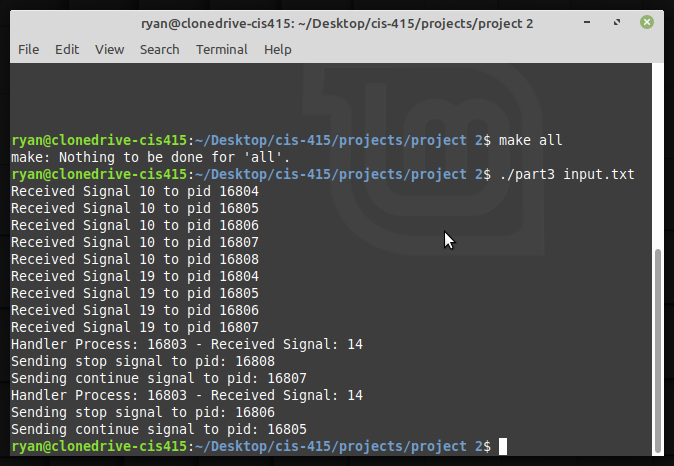 ryan@clonedrive-cis415: ~/Desktop/cis-415/projects/project 2
File Edit View Search Terminal Help
ryan@clonedrive-cis415:~/Desktop/cis-415/projects/project 2$ make all
make: Nothing to be done for 'all'.
ryan@clonedrive-cis415:~/Desktop/cis-415/projects/project 2$ ./part3 input.txt
Received Signal 10 to pid 16804
Received Signal 10 to pid 16805
Received Signal 10 to pid 16806
Received Signal 10 to pid 16807
Received Signal 10 to pid 16808
Received Signal 19 to pid 16804
Received Signal 19 to pid 16805
Received Signal 19 to pid 16806
Received Signal 19 to pid 16807
Handler Process: 16803 - Received Signal: 14
Sending stop signal to pid: 16808
Sending continue signal to pid: 16807
Handler Process: 16803 - Received Signal: 14
Sending stop signal to pid: 16806
Sending continue signal to pid: 16805
ryan@clonedrive-cis415:~/Desktop/cis-415/projects/project 2$